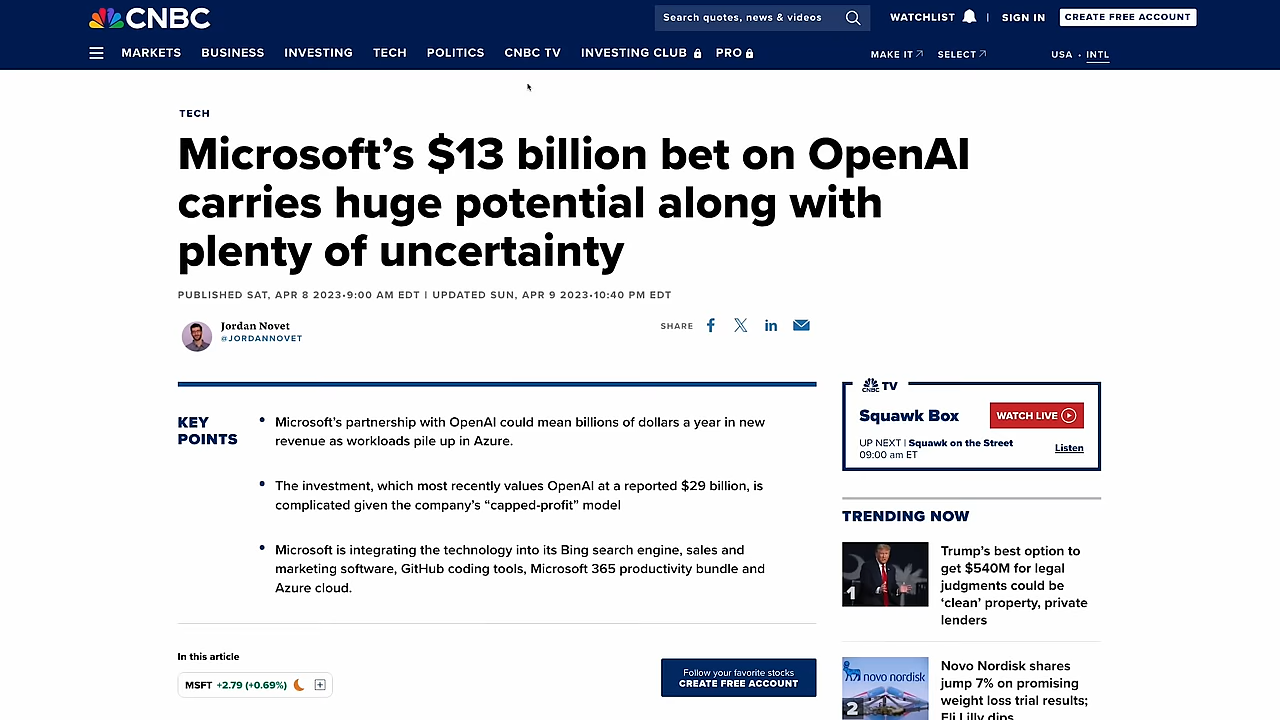 CNBC
Search quotes, news & videos
WATCHLIST | SIGN IN CREATE FREE ACCOUNT
MARKETS BUSINESS INVESTING TECH POLITICS CNBC TV INVESTING CLUB PRO
MAKE IT SELECT USA • INTL
TECH
Microsoft’s $13 billion bet on OpenAI
carries huge potential along with
plenty of uncertainty
PUBLISHED SAT, APR 8 2023•9:00 AM EDT | UPDATED SUN, APR 9 2023•10:40 PM EDT
Jordan Novet
@JORDANNOVET
SHARE
KEY
POINTS
• Microsoft’s partnership with OpenAI could mean billions of dollars a year in new
revenue as workloads pile up in Azure.
• The investment, which most recently values OpenAI at a reported $29 billion, is
complicated given the company’s “capped-profit” model
• Microsoft is integrating the technology into its Bing search engine, sales and
marketing software, GitHub coding tools, Microsoft 365 productivity bundle and
Azure cloud.
In this article
MSFT +2.79 (+0.69%)
Follow your favorite stocks
CREATE FREE ACCOUNT
CNBC TV
Squawk Box
WATCH LIVE
UP NEXT | Squawk on the Street
09:00 am ET
Listen
TRENDING NOW
1
Trump’s best option to
get $540M for legal
judgments could be
‘clean’ property, private
lenders
novo nordisk
2
Novo Nordisk shares
jump 7% on promising
weight loss trial results;
Eli Lilly dips